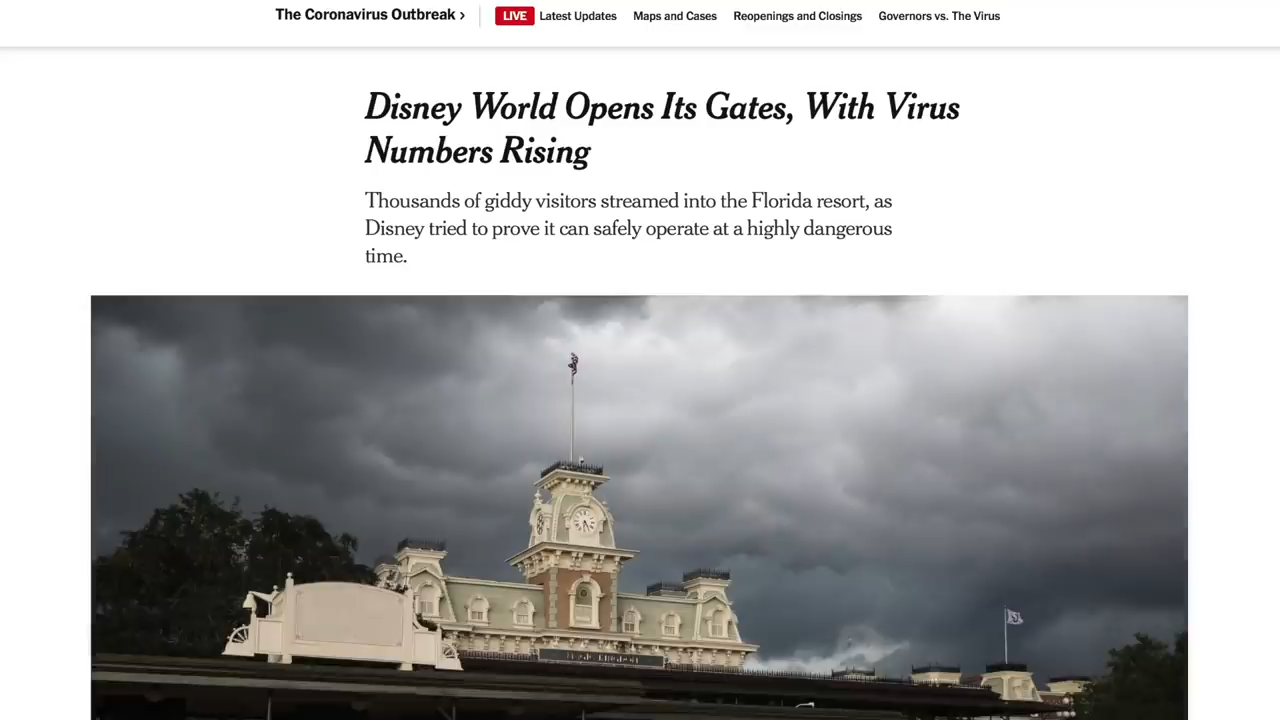 The Coronavirus Outbreak ›
LIVE Latest Updates Maps and Cases Reopenings and Closings Governors vs. The Virus
Disney World Opens Its Gates, With Virus
Numbers Rising
Thousands of giddy visitors streamed into the Florida resort, as
Disney tried to prove it can safely operate at a highly dangerous
time.